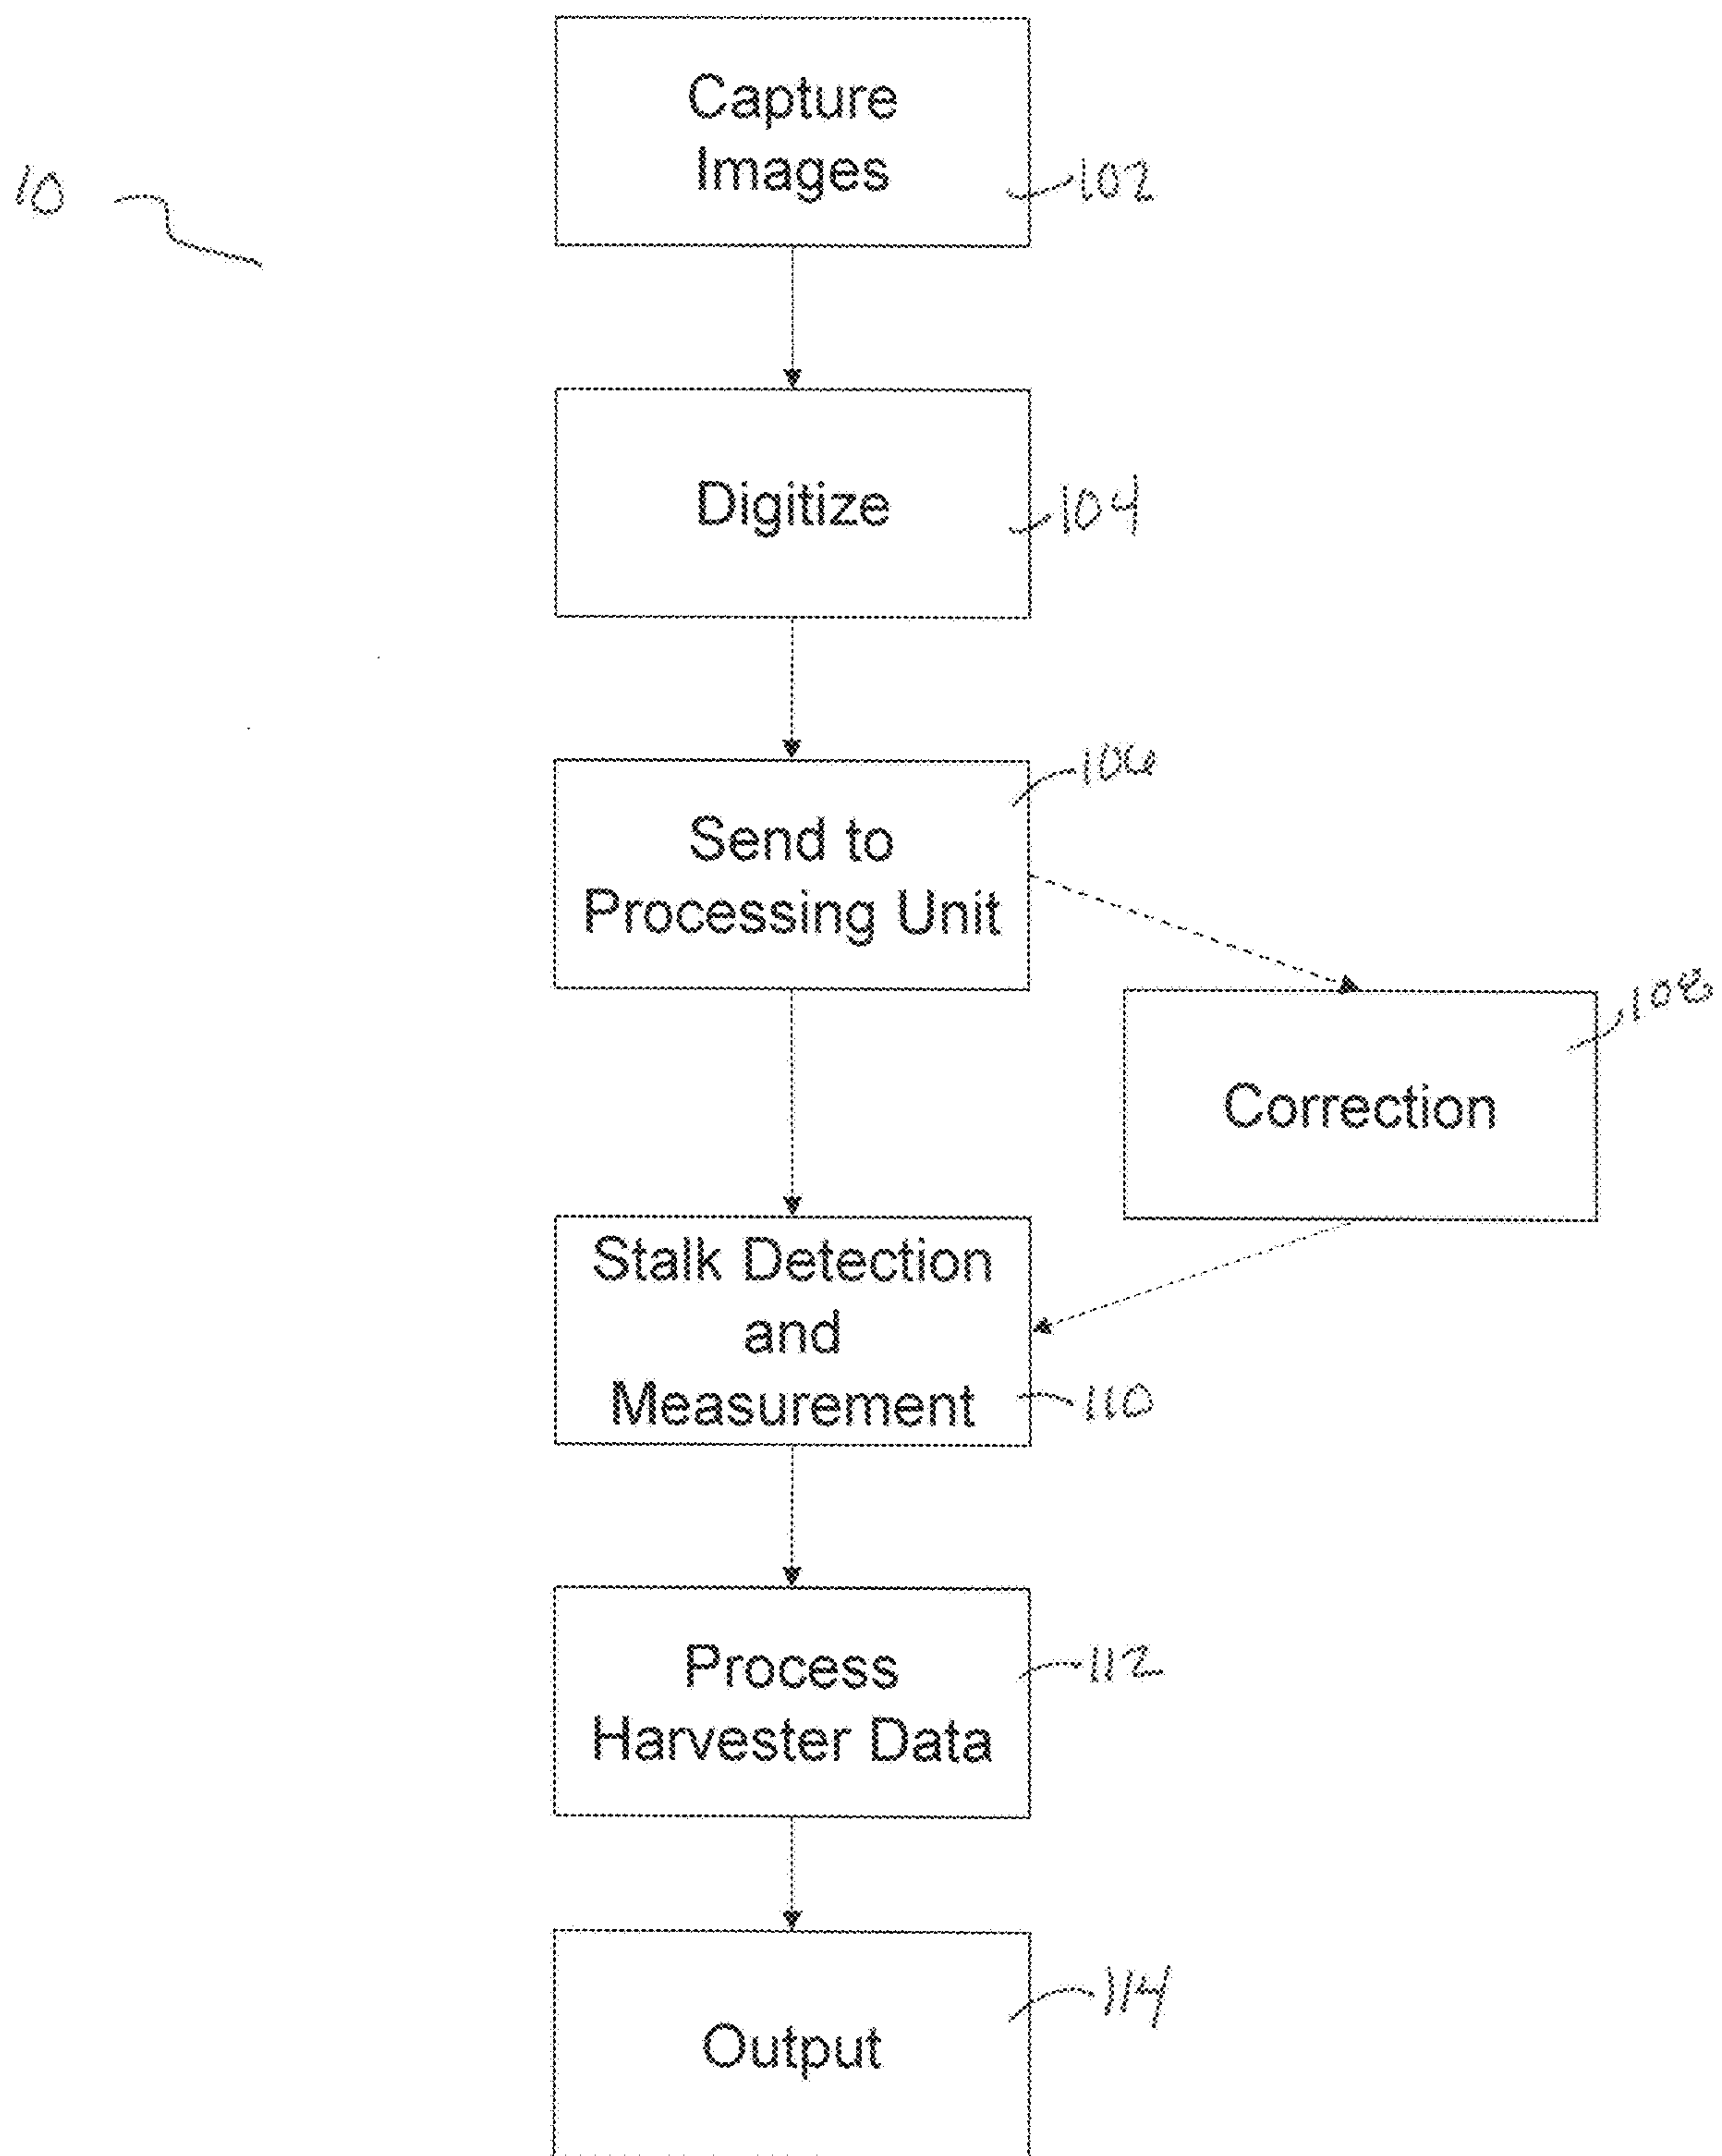 Capture
Images
102
10
Digitize
104
106
Send to
Processing Unit
108
Correction
Stalk Detection
and
Measurement
110
Process
Harvester Data
112
114
Output